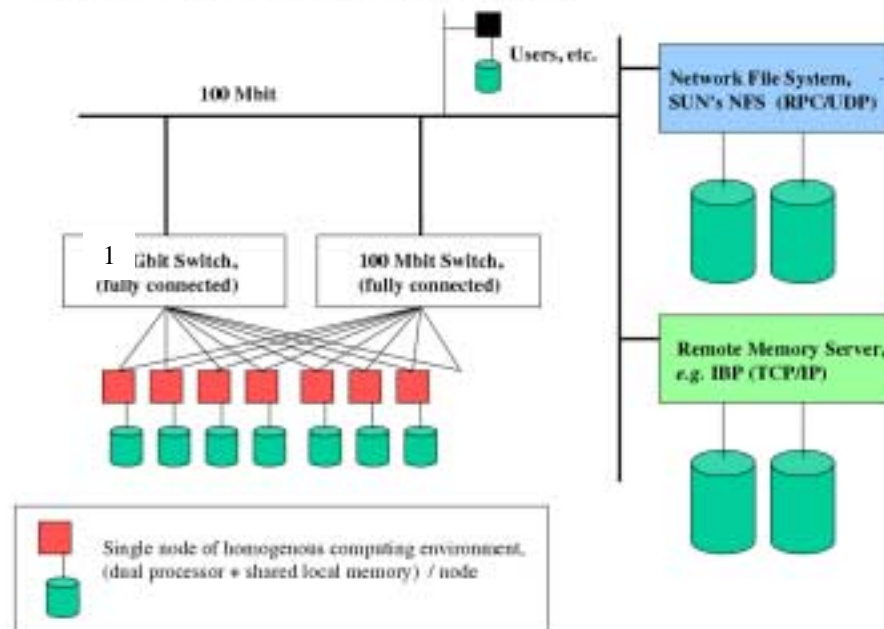 Users, etc.
100 Mbit
Network File System,
SUN's NFS (RPC/UDP)
1 Gbit Switch,
(fully connected)
100 Mbit Switch,
(fully connected)
Remote Memory Server,
e.g. IBP (TCP/IP)
Single node of homogenous computing environment,
(dual processor + shared local memory) / node